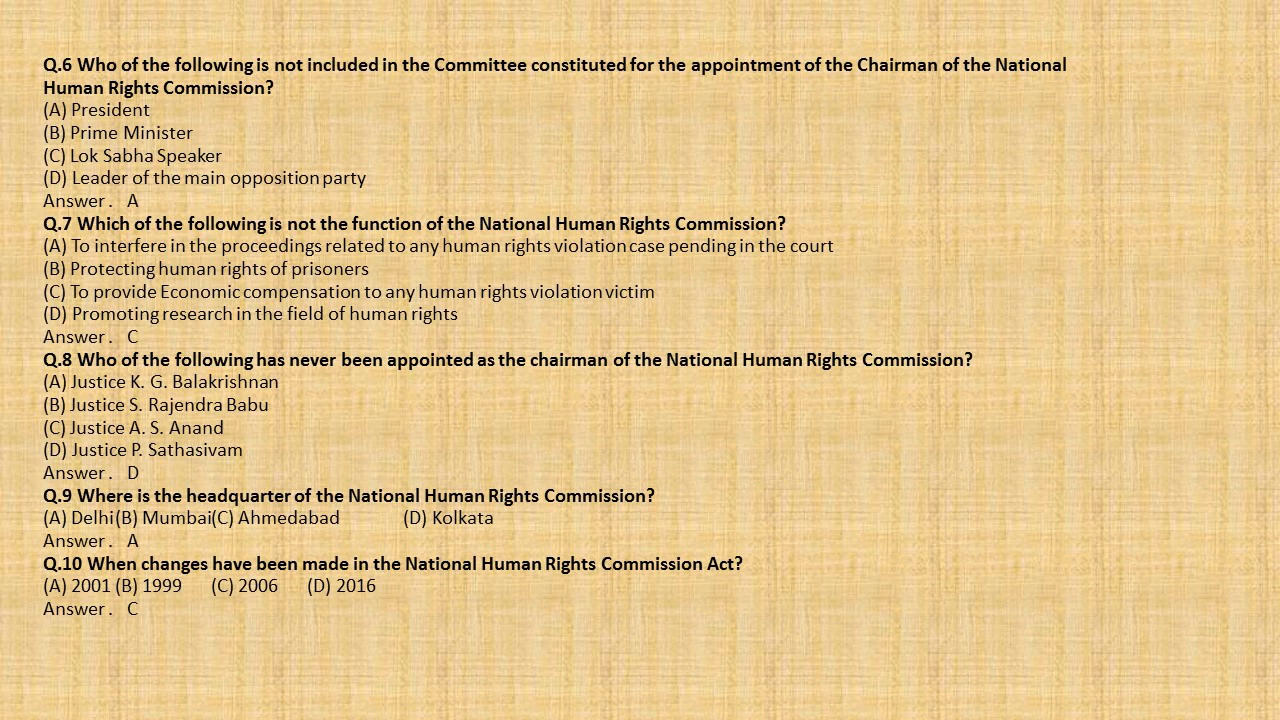 Q.6 Who of the following is not included in the Committee constituted for the appointment of the Chairman of the National
Human Rights Commission?
(A) President
(B) Prime Minister
(C) Lok Sabha Speaker
(D) Leader of the main opposition party
Answer. A
Q.7 Which of the following is not the function of the National Human Rights Commission?
(A) To interfere in the proceedings related to any human rights violation case pending in the court
(B) Protecting human rights of prisoners
(C) To provide Economic compensation to any human rights violation victim
(D) Promoting research in the field of human rights
Answer. C
Q.8 Who of the following has never been appointed as the chairman of the National Human Rights Commission?
(A) Justice K. G. Balakrishnan
(B) Justice S. Rajendra Babu
(C) Justice A. S. Anand
(D) Justice P. Sathasivam
Answer. D
Q.9 Where is the headquarter of the National Human Rights Commission?
(A) Delhi(B) Mumbai(C) Ahmedabad (D) Kolkata
Answer. A
Q.10 When changes have been made in the National Human Rights Commission Act?
(A) 2001 (B) 1999 (C) 2006 (D) 2016
Answer. C